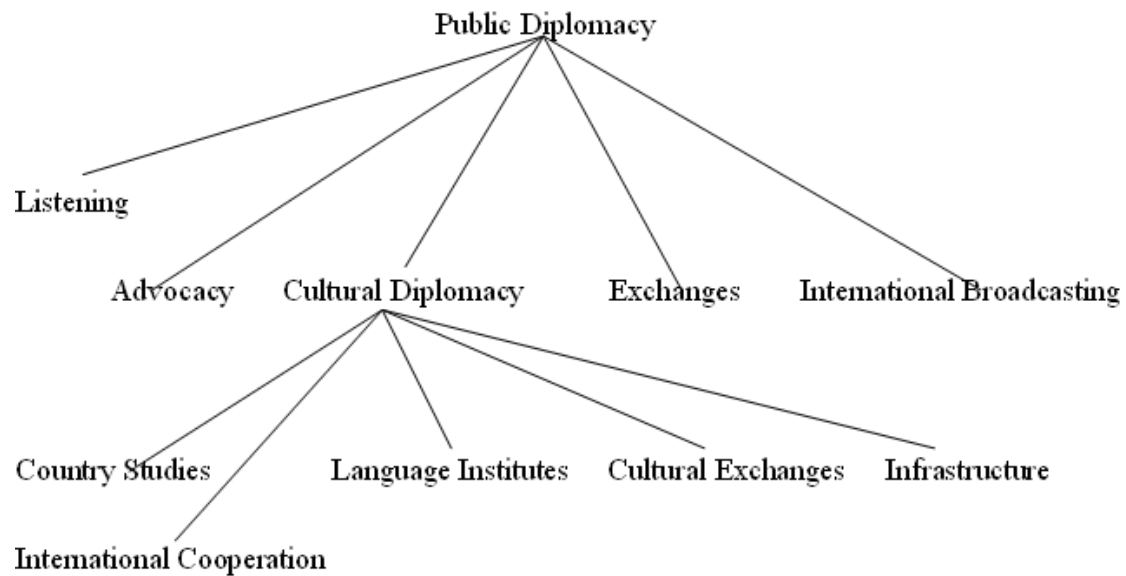 Public Diplomacy
Listening
Advocacy Cultural Diplomacy Exchanges International Broadcasting
Country Studies Language Institutes Cultural Exchanges Infrastructure
International Cooperation